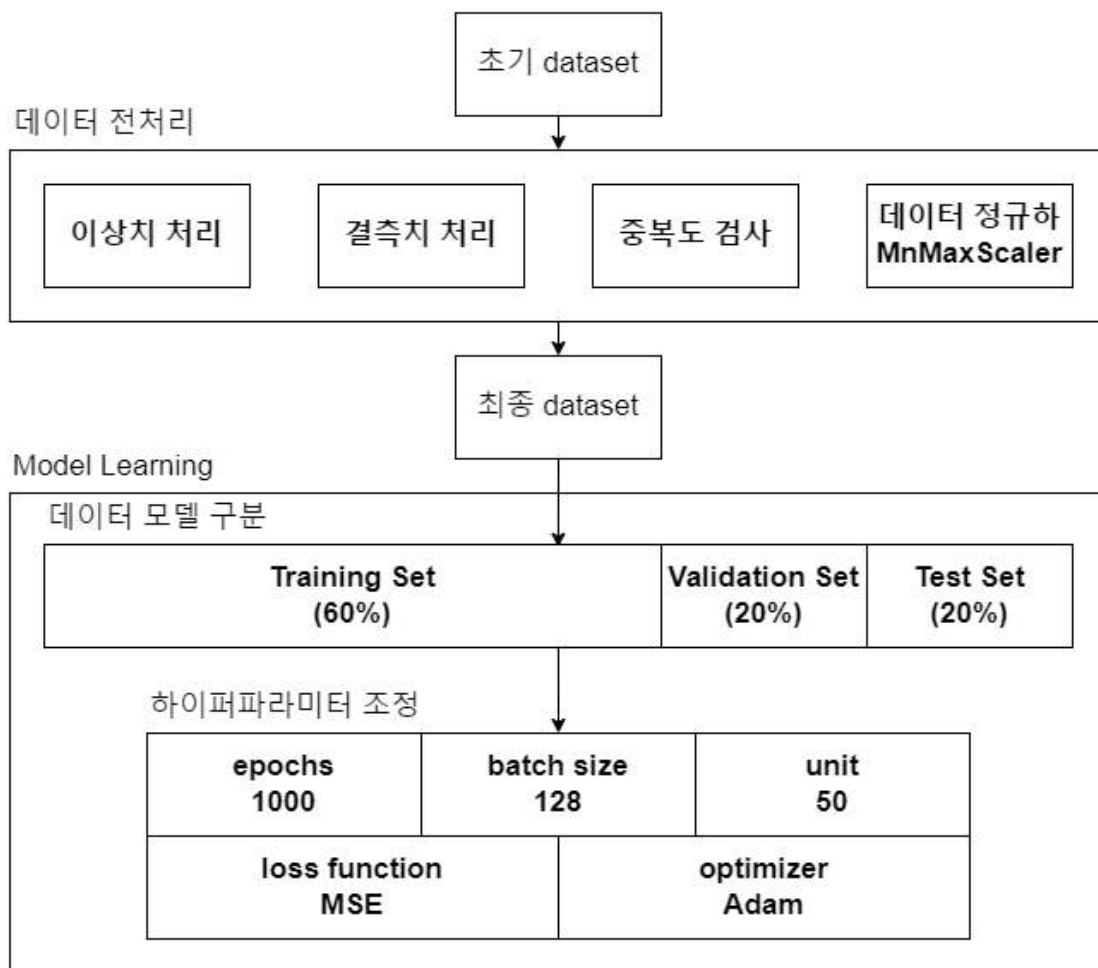 초기 dataset
데이터 전처리
이상치 처리
결측치 처리
중복도 검사
데이터 정규하
MnMaxScaler
최종 dataset
Model Learning
데이터 모델 구분
Training Set
(60%)
Validation Set
(20%)
Test Set
(20%)
하이퍼파라미터 조정
epochs
1000
batch size
128
unit
50
loss function
MSE
optimizer
Adam